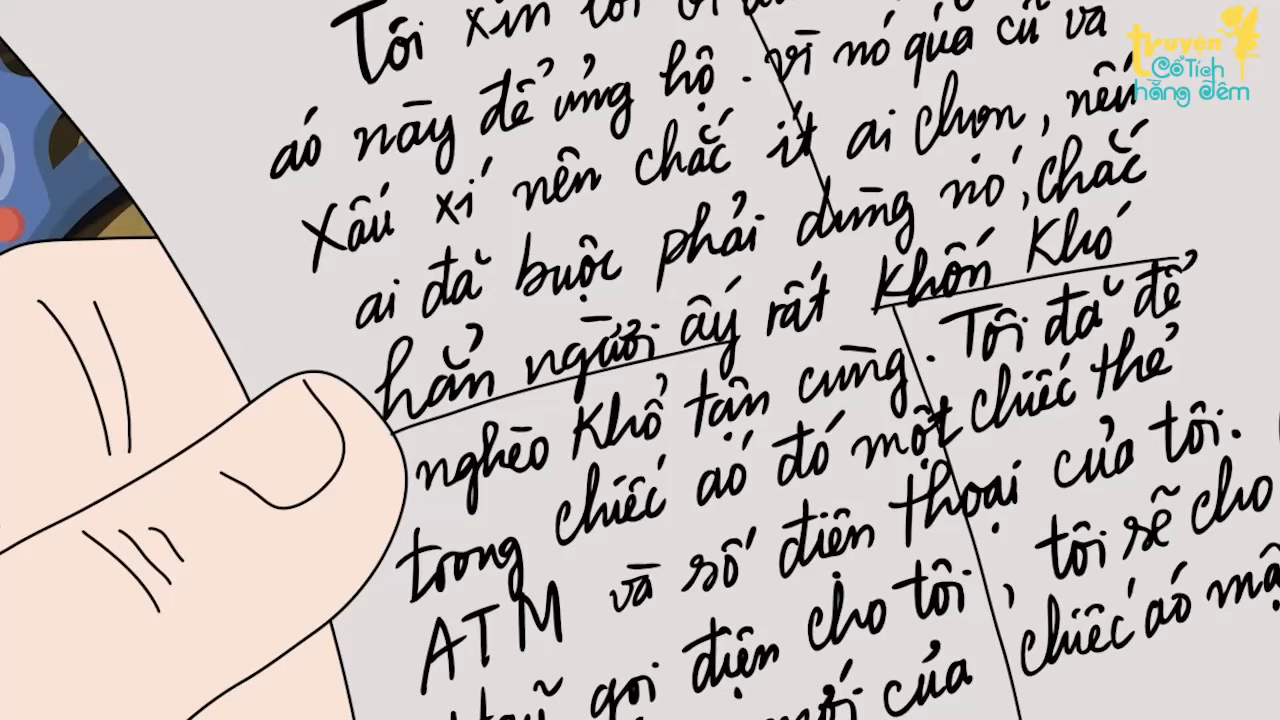 Tôi xin lỗi
áo này để ủng hộ. vì nó quá cũ và
xấu xí nên chắc ít ai chọn, nếu
ai đã buộc phải dùng nó, chắc
hẳn người ấy rất khốn khó
nghèo khổ tận cùng. Tôi đã để
trong chiếc áo đó một chiếc thẻ
ATM và số điện thoại của tôi.
gọi điện cho tôi, tôi sẽ cho
mới của chiếc áo
truyện
Cổ Tích
hằng đêm